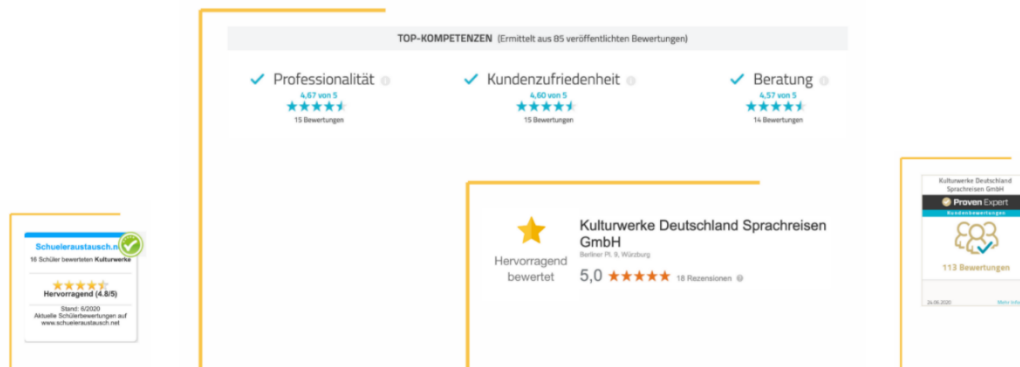 TOP-KOMPETENZEN (Ermittelt aus 85 veröffentlichten Bewertungen)
Professionalität
4,67 von 5
15 Bewertungen
Kundenzufriedenheit
4,60 von 5
15 Bewertungen
Beratung
4,57 von 5
14 Bewertungen
Schueleraustausch.n
16 Schüler bewerteten Kulturwerke
Hervorragend (4.8/5)
Stand: 6/2020
Aktuelle Schülerbewertungen auf
www.schueleraustausch.net
Hervorragend
bewertet
Kulturwerke Deutschland Sprachreisen
GmbH
Berliner Pl. 9, Würzburg
5,0
18 Rezensionen
Kulturwerke Deutschland
Sprachreisen GmbH
Proven Expert
Kundenbewertungen
113 Bewertungen
24.06.2020
Mehr Info